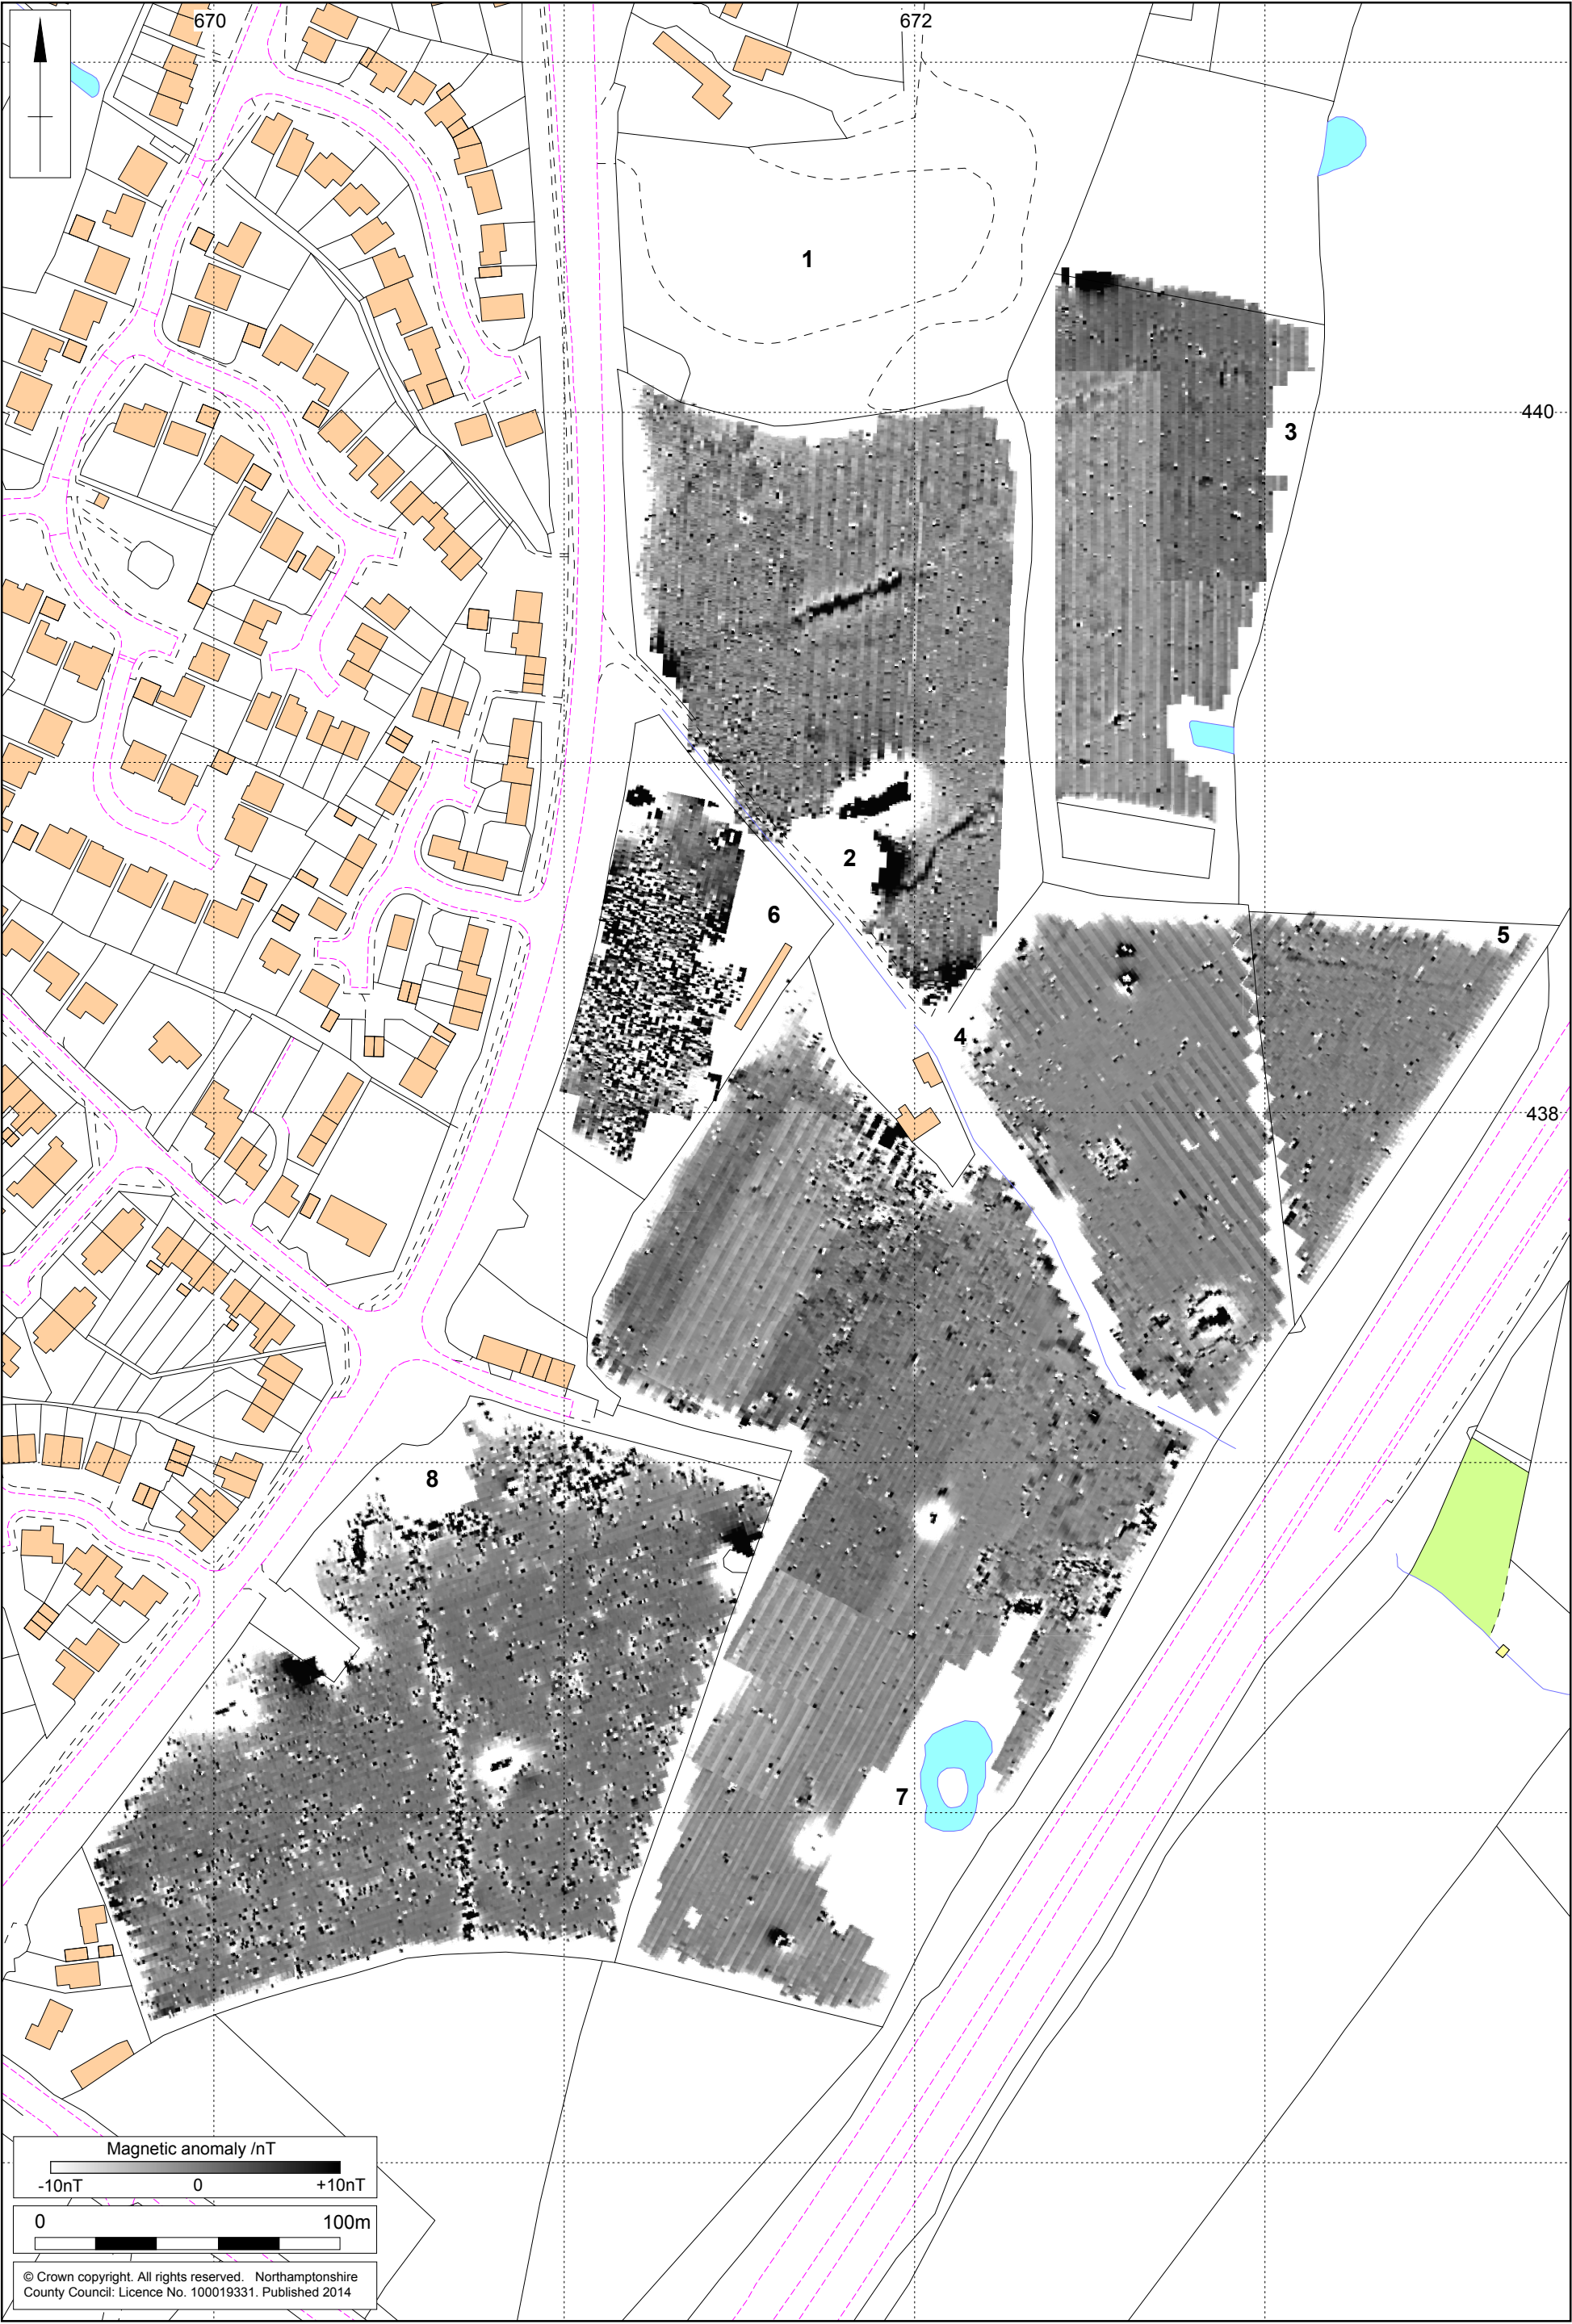 670
672
1
440
3
2
6
5
4
438
8
7
Magnetic anomaly /nT
-10nT 0 +10nT
0 100m
© Crown copyright. All rights reserved. Northamptonshire
County Council: Licence No. 100019331. Published 2014